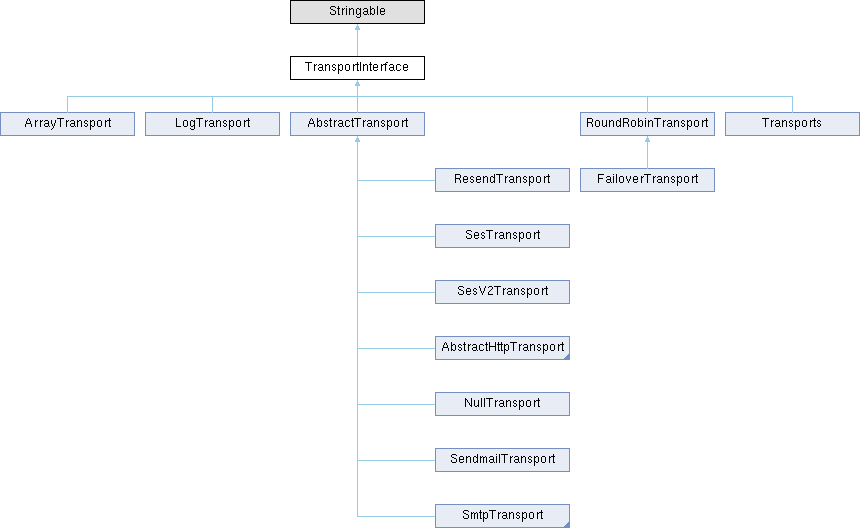 Stringable
TransportInterface
ArrayTransport
LogTransport
AbstractTransport
RoundRobinTransport
Transports
ResendTransport
FailoverTransport
SesTransport
SesV2Transport
AbstractHttpTransport
NullTransport
SendmailTransport
SmtpTransport